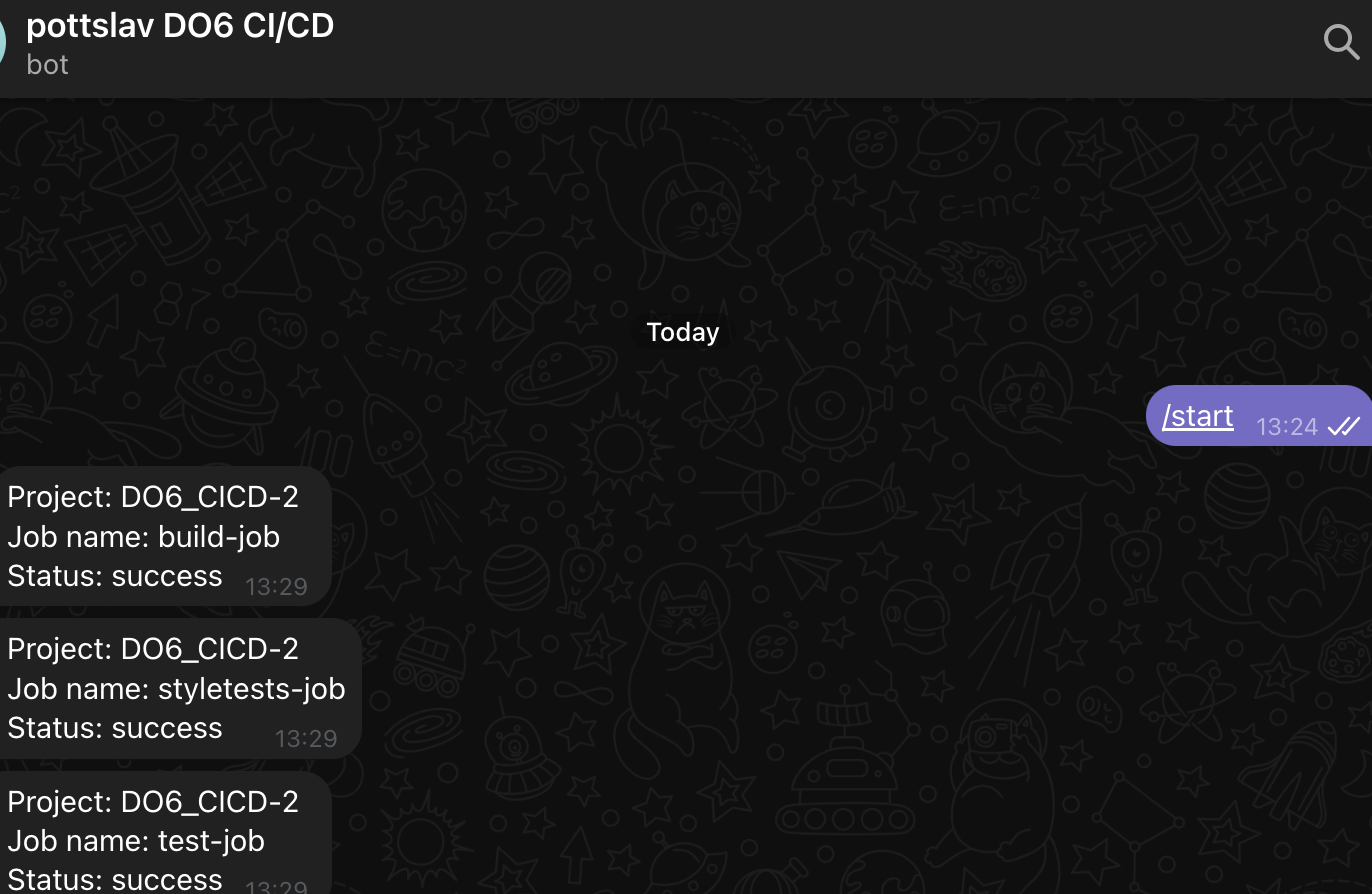 pottslav DO6 CI/CD
bot
ε=mc²
Today
ε=mc²
/start 13:24
Project: DO6_CICD-2
Job name: build-job
Status: success 13:29
Project: DO6_CICD-2
Job name: styletests-job
Status: success 13:29
Project: DO6_CICD-2
Job name: test-job
Status: success 13:29